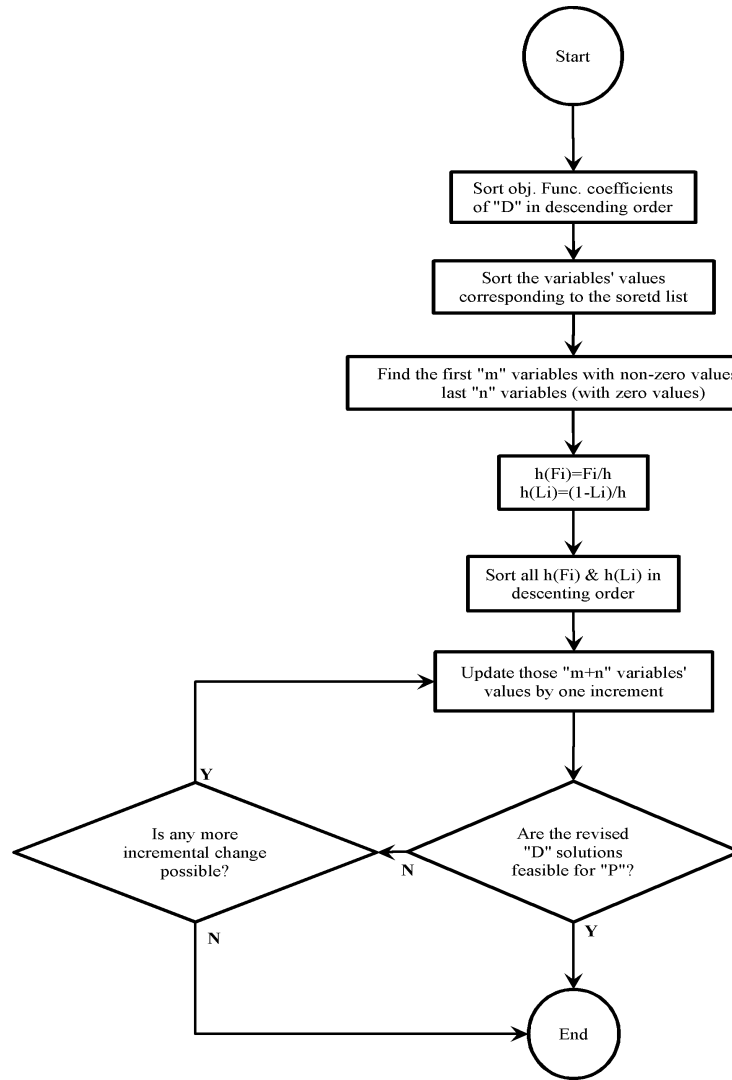 Start
Sort obj. Func. coefficients
of "D" in descending order
Sort the variables' values
corresponding to the soretd list
Find the first "m" variables with non-zero values
last "n" variables (with zero values)
h(Fi)=Fi/h
h(Li)=(1-Li)/h
Sort all h(Fi) & h(Li) in
descenting order
Update those "m+n" variables'
values by one increment
Y
Is any more
incremental change
possible?
N
Are the revised
"D" solutions
feasible for "P"?
N
Y
End